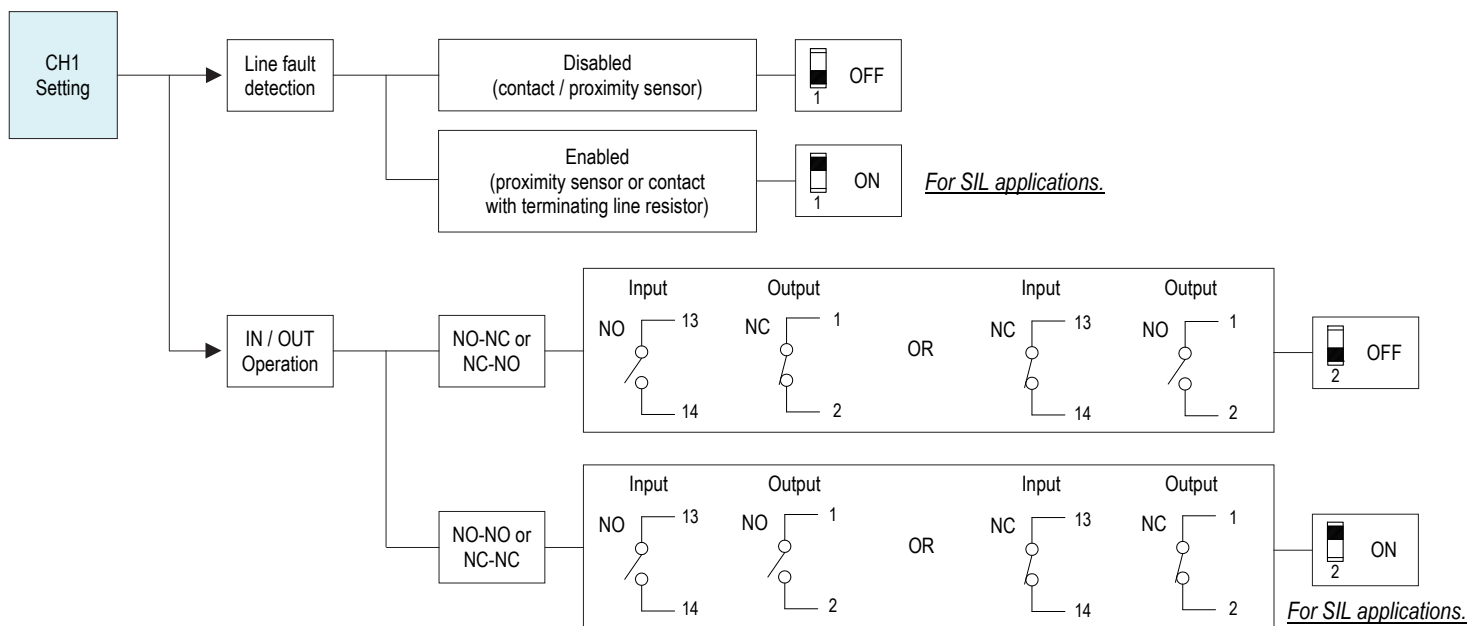 CH1
Setting
Line fault
detection
Disabled
(contact / proximity sensor)
1
OFF
Enabled
(proximity sensor or contact
with terminating line resistor)
1
ON
For SIL applications.
IN / OUT
Operation
NO-NC or
NC-NO
Input
Output
Input
Output
NO
13
14
NC
1
2
OR
NC
13
14
NO
1
2
2
OFF
NO-NO or
NC-NC
Input
Output
Input
Output
NO
13
14
NO
1
2
OR
NC
13
14
NC
1
2
2
ON
For SIL applications.